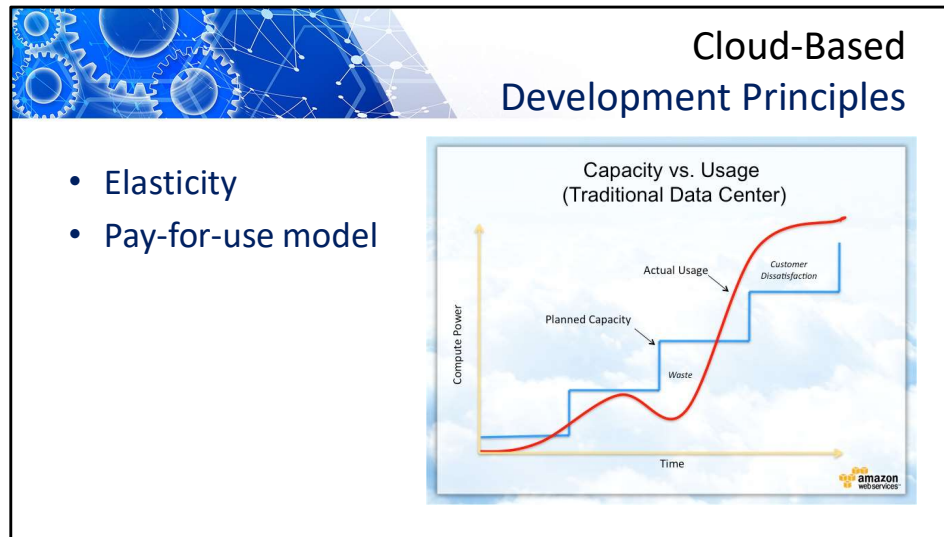 Cloud-Based
Development Principles
• Elasticity
• Pay-for-use model
Capacity vs. Usage
(Traditional Data Center)
Customer
Dissatisfaction
Actual Usage
Planned Capacity
Waste
Compute Power
Time
amazon
webservices™